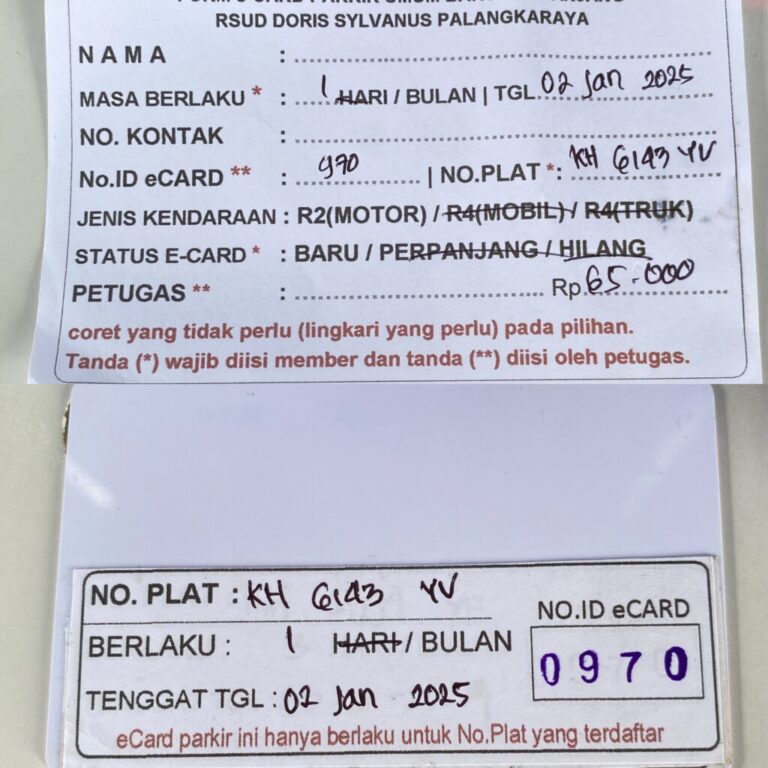 RSUD DORIS SYLVANUS PALANGKARAYA
NAMA :
MASA BERLAKU * : 1 HARI / BULAN | TGL. 02 Jan 2025
NO. KONTAK :
No.ID eCARD ** : 970 | NO.PLAT *: KH 6143 YV
JENIS KENDARAAN : R2(MOTOR) / R4(MOBIL) / R4(TRUK)
STATUS E-CARD * : BARU / PERPANJANG / HILANG
PETUGAS ** : Rp. 65.000
coret yang tidak perlu (lingkari yang perlu) pada pilihan.
Tanda (*) wajib diisi member dan tanda (**) diisi oleh petugas.
NO. PLAT : KH 6143 YV
BERLAKU : 1 HARI / BULAN
TENGGAT TGL : 02 Jan 2025
NO.ID eCARD
0970
eCard parkir ini hanya berlaku untuk No.Plat yang terdaftar